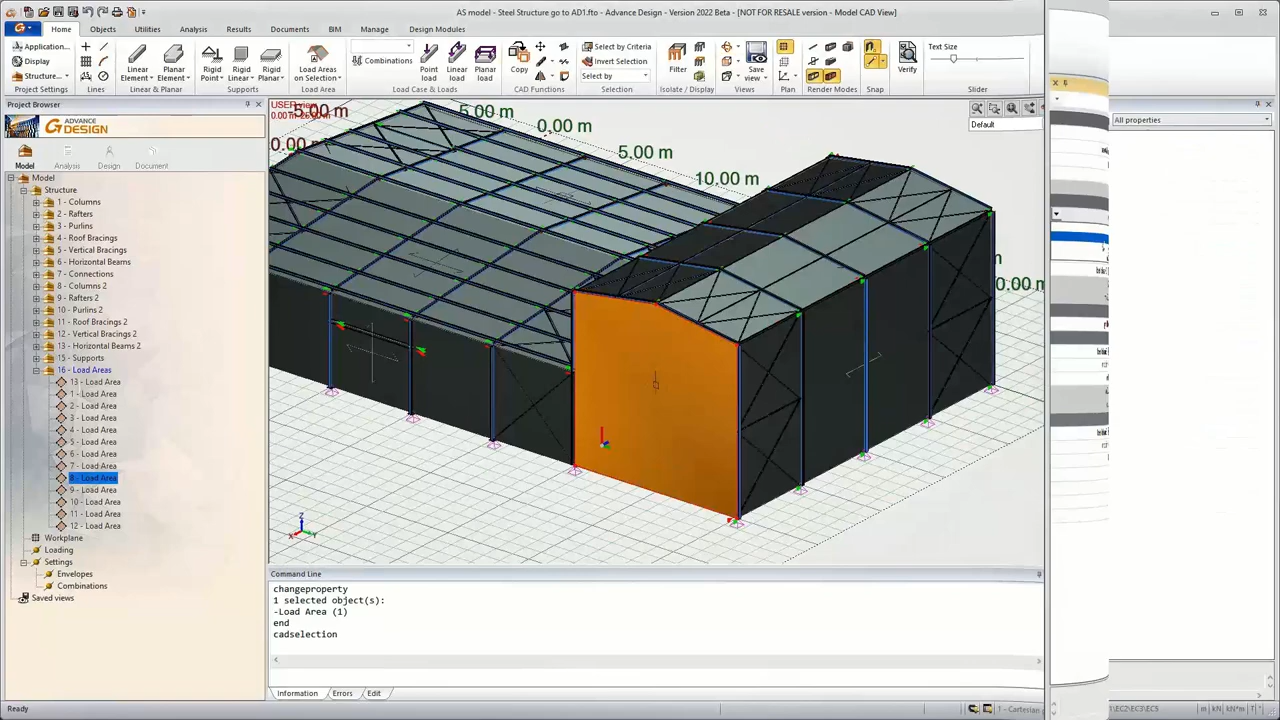 AS model - Steel Structure go to AD1.fto - Advance Design - Version 2022 Beta - [NOT FOR RESALE version - Model CAD View]
Home Objects Utilities Analysis Results Documents BIM Manage Design Modules
Application...
Display
Structure...
Project Settings
Lines
Linear Element
Planar Element
Linear & Planar
Rigid Point
Rigid Linear
Rigid Planar
Supports
Load Areas on Selection
Load Area
Combinations
Point load
Linear load
Planar load
Load Case & Loads
Copy
CAD Functions
Select by Criteria
Invert Selection
Select by
Selection
Filter
Isolate / Display
Save view
Views
Plan
Render Modes
Snap
Verify
Text Size
Slider
Project Browser
ADVANCE
DESIGN
Model Analysis Design Document
Model
Structure
1 - Columns
2 - Rafters
3 - Purlins
4 - Roof Bracings
5 - Vertical Bracings
6 - Horizontal Beams
7 - Connections
8 - Columns 2
9 - Rafters 2
10 - Purlins 2
11 - Roof Bracings 2
12 - Vertical Bracings 2
13 - Horizontal Beams 2
15 - Supports
16 - Load Areas
13 - Load Area
1 - Load Area
2 - Load Area
3 - Load Area
4 - Load Area
5 - Load Area
6 - Load Area
7 - Load Area
8 - Load Area
9 - Load Area
10 - Load Area
11 - Load Area
12 - Load Area
Workplane
Loading
Settings
Envelopes
Combinations
Saved views
USER view
5.00 m
5.00 m
0.00 m
5.00 m
10.00 m
Default
All properties
Z
X Y
Command Line
changeproperty
1 selected object(s):
-Load Area (1)
end
cadselection
Information Errors Edit
Ready
1 - Cartesian
EC2\EC3\EC5
m kN kN*m T